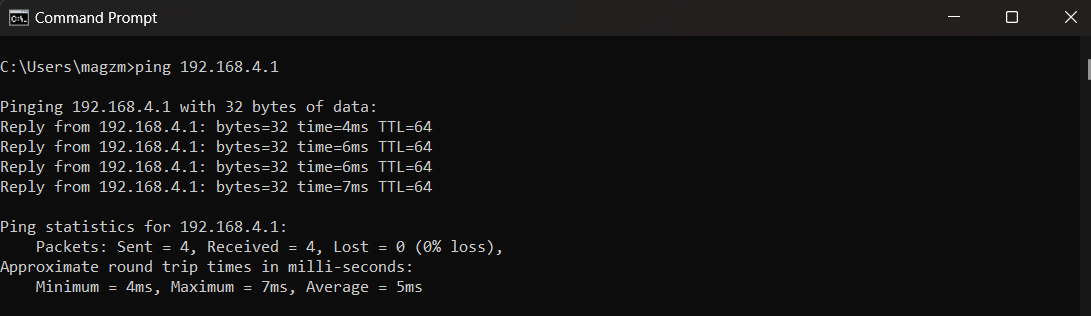 Command Prompt
C:\Users\magzm>ping 192.168.4.1
Pinging 192.168.4.1 with 32 bytes of data:
Reply from 192.168.4.1: bytes=32 time=4ms TTL=64
Reply from 192.168.4.1: bytes=32 time=6ms TTL=64
Reply from 192.168.4.1: bytes=32 time=6ms TTL=64
Reply from 192.168.4.1: bytes=32 time=7ms TTL=64
Ping statistics for 192.168.4.1:
    Packets: Sent = 4, Received = 4, Lost = 0 (0% loss),
Approximate round trip times in milli-seconds:
    Minimum = 4ms, Maximum = 7ms, Average = 5ms